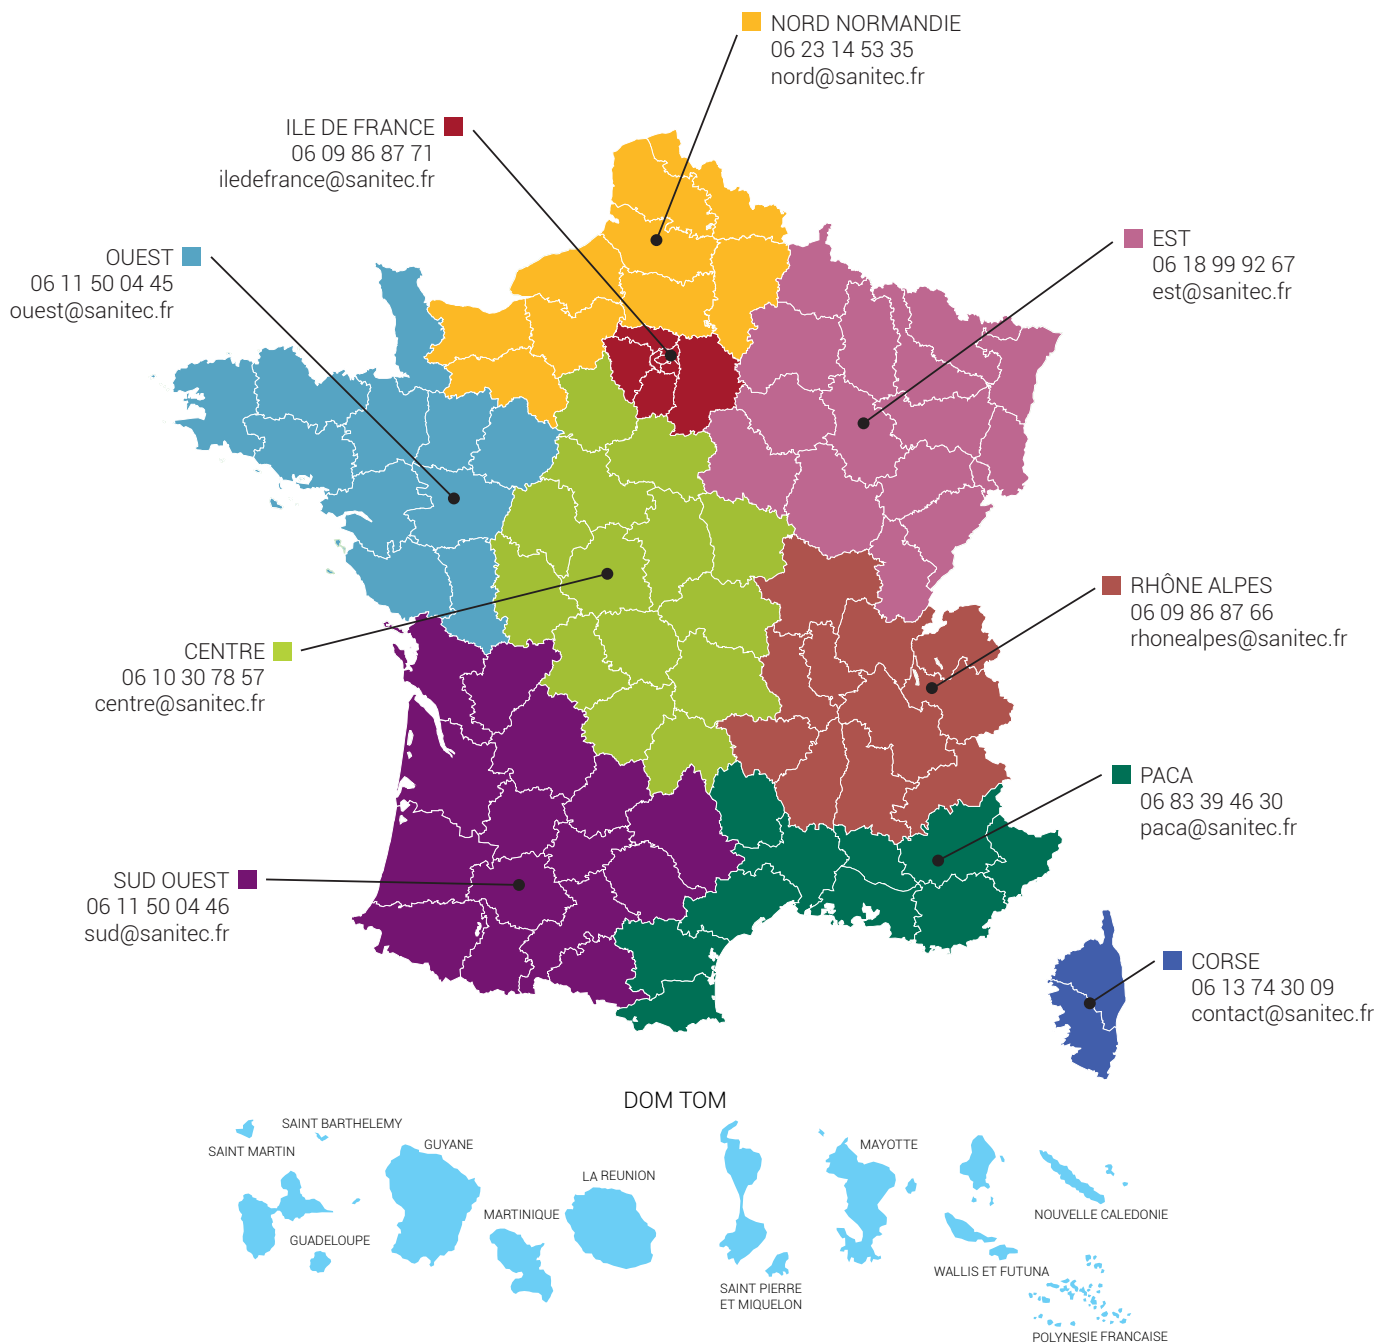 NORD NORMANDIE
06 23 14 53 35
nord@sanitec.fr
ILE DE FRANCE
06 09 86 87 71
iledefrance@sanitec.fr
OUEST
06 11 50 04 45
ouest@sanitec.fr
EST
06 18 99 92 67
est@sanitec.fr
RHÔNE ALPES
06 09 86 87 66
rhonealpes@sanitec.fr
CENTRE
06 10 30 78 57
centre@sanitec.fr
PACA
06 83 39 46 30
paca@sanitec.fr
SUD OUEST
06 11 50 04 46
sud@sanitec.fr
CORSE
06 13 74 30 09
contact@sanitec.fr
DOM TOM
SAINT BARTHELEMY
SAINT MARTIN
GUYANE
MAYOTTE
LA REUNION
MARTINIQUE
NOUVELLE CALEDONIE
GUADELOUPE
WALLIS ET FUTUNA
SAINT PIERRE
ET MIQUELON
POLYNESIE FRANCAISE